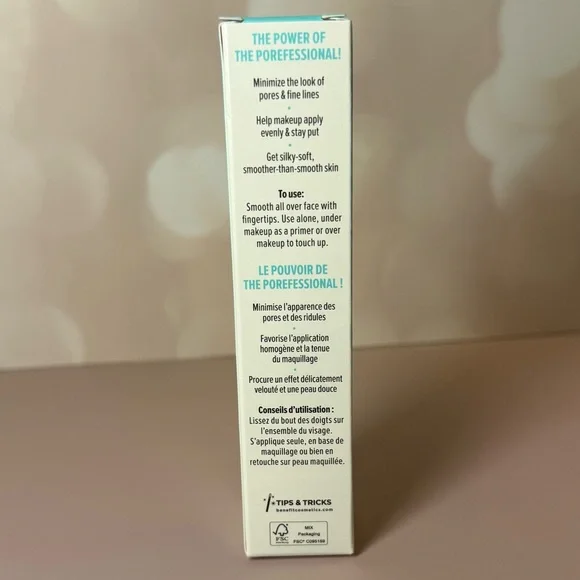 THE POWER OF
THE POREFESSIONAL!
Minimize the look of
pores & fine lines
Help makeup apply
evenly & stay put
Get silky-soft,
smoother-than-smooth skin
To use:
Smooth all over face with
fingertips. Use alone, under
makeup as a primer or over
makeup to touch up.
LE POUVOIR DE
THE POREFESSIONAL !
Minimise l'apparence des
pores et des ridules
Favorise l'application
homogène et la tenue
du maquillage
Procure un effet délicatement
velouté et une peau douce
Conseils d'utilisation :
Lissez du bout des doigts sur
l'ensemble du visage.
S'applique seule, en base de
maquillage ou bien en
retouche sur peau maquillée.
TIPS & TRICKS
benefitcosmetics.com
FSC
MIX
Packaging